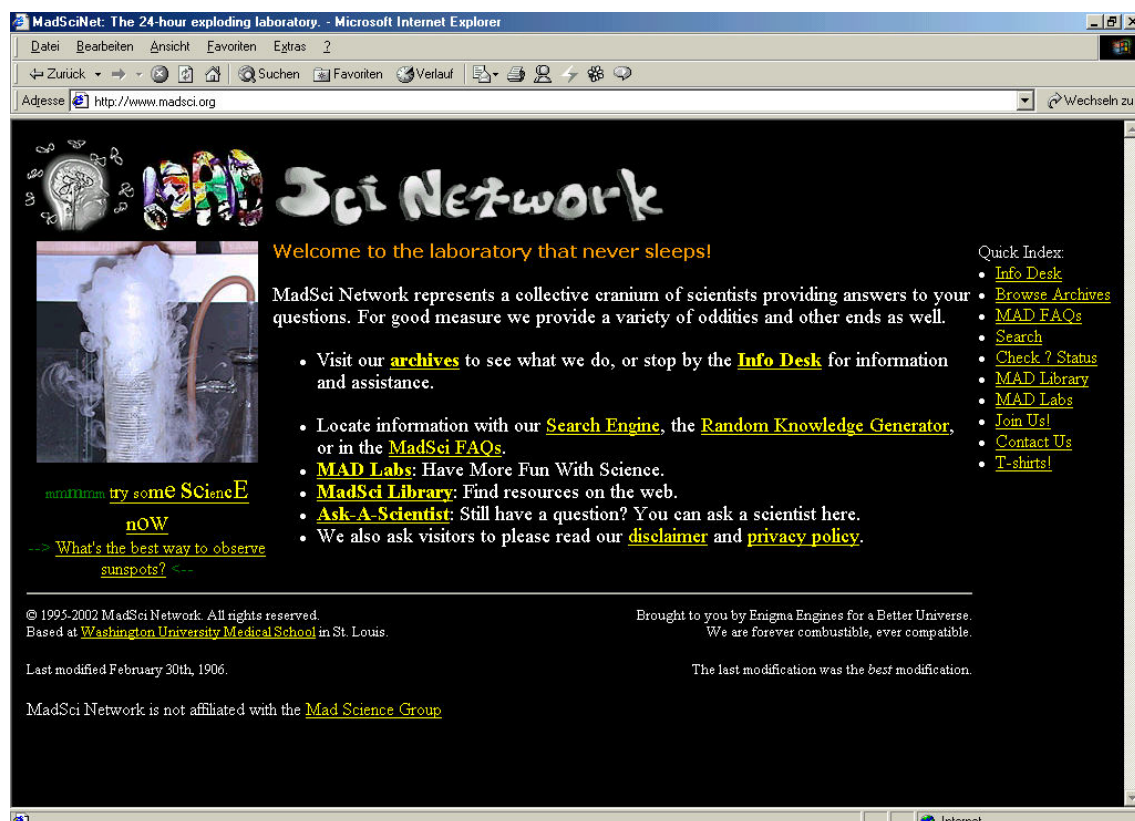 MadSciNet: The 24-hour exploding laboratory. - Microsoft Internet Explorer
Datei Bearbeiten Ansicht Favoriten Extras ?
Zurück Suchen Favoriten Verlauf
Adresse http://www.madsci.org Wechseln zu
MAD Sci Network
Welcome to the laboratory that never sleeps!
MadSci Network represents a collective cranium of scientists providing answers to your
questions. For good measure we provide a variety of oddities and other ends as well.
• Visit our archives to see what we do, or stop by the Info Desk for information
and assistance.
• Locate information with our Search Engine, the Random Knowledge Generator,
or in the MadSci FAQs.
• MAD Labs: Have More Fun With Science.
• MadSci Library: Find resources on the web.
• Ask-A-Scientist: Still have a question? You can ask a scientist here.
• We also ask visitors to please read our disclaimer and privacy policy.
mmmmm try some SciencE
nOW
--> What's the best way to observe
sunspots? <--
Quick Index:
• Info Desk
• Browse Archives
• MAD FAQs
• Search
• Check ? Status
• MAD Library
• MAD Labs
• Join Us!
• Contact Us
• T-shirts!
© 1995-2002 MadSci Network. All rights reserved.
Based at Washington University Medical School in St. Louis.
Brought to you by Enigma Engines for a Better Universe.
We are forever combustible, ever compatible.
Last modified February 30th, 1906.
The last modification was the best modification.
MadSci Network is not affiliated with the Mad Science Group
Internet